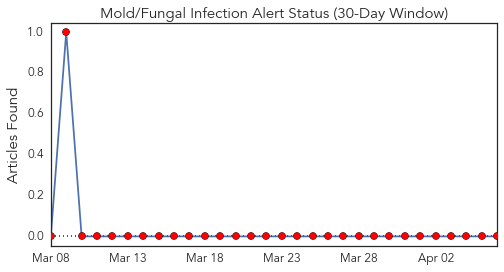 Mold/Fungal Infection Alert Status (30-Day Window)
Articles Found
1.0
0.8
0.6
0.4
0.2
0.0
Mar 08 Mar 13 Mar 18 Mar 23 Mar 28 Apr 02